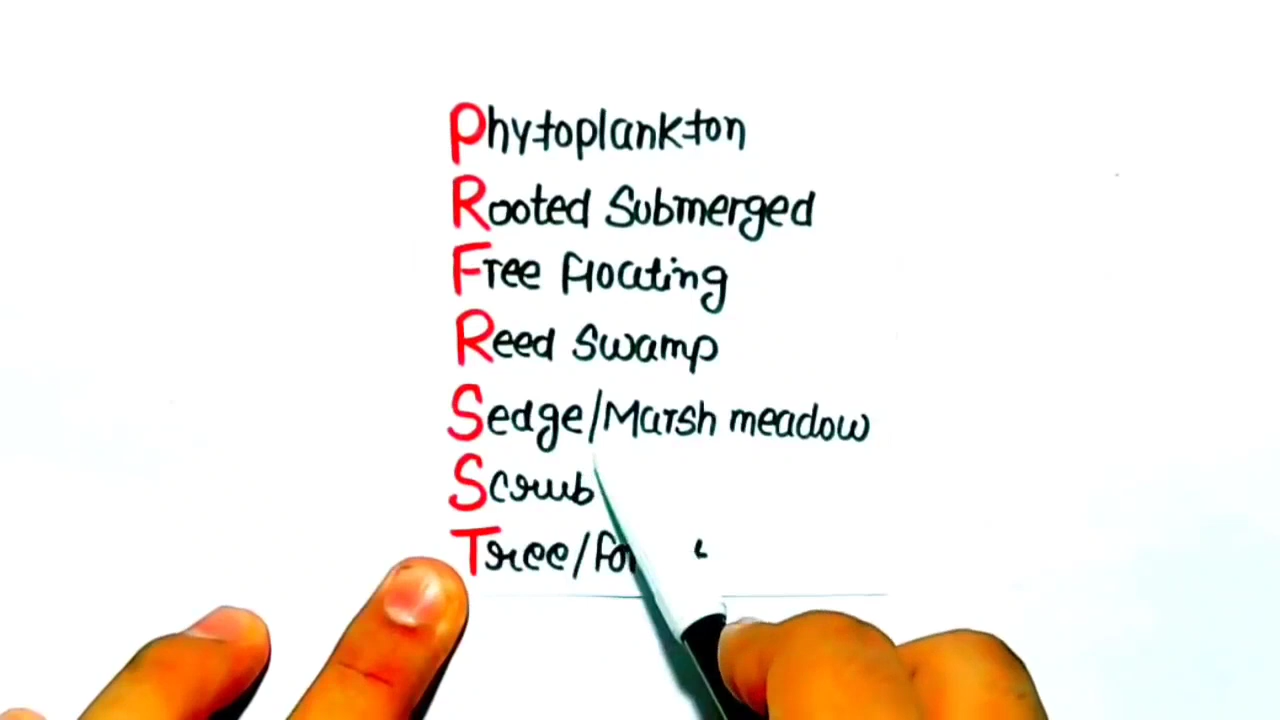 Phytoplankton
Rooted Submerged
Free floating
Reed Swamp
Sedge/Marsh meadow
Scrub
Tree/